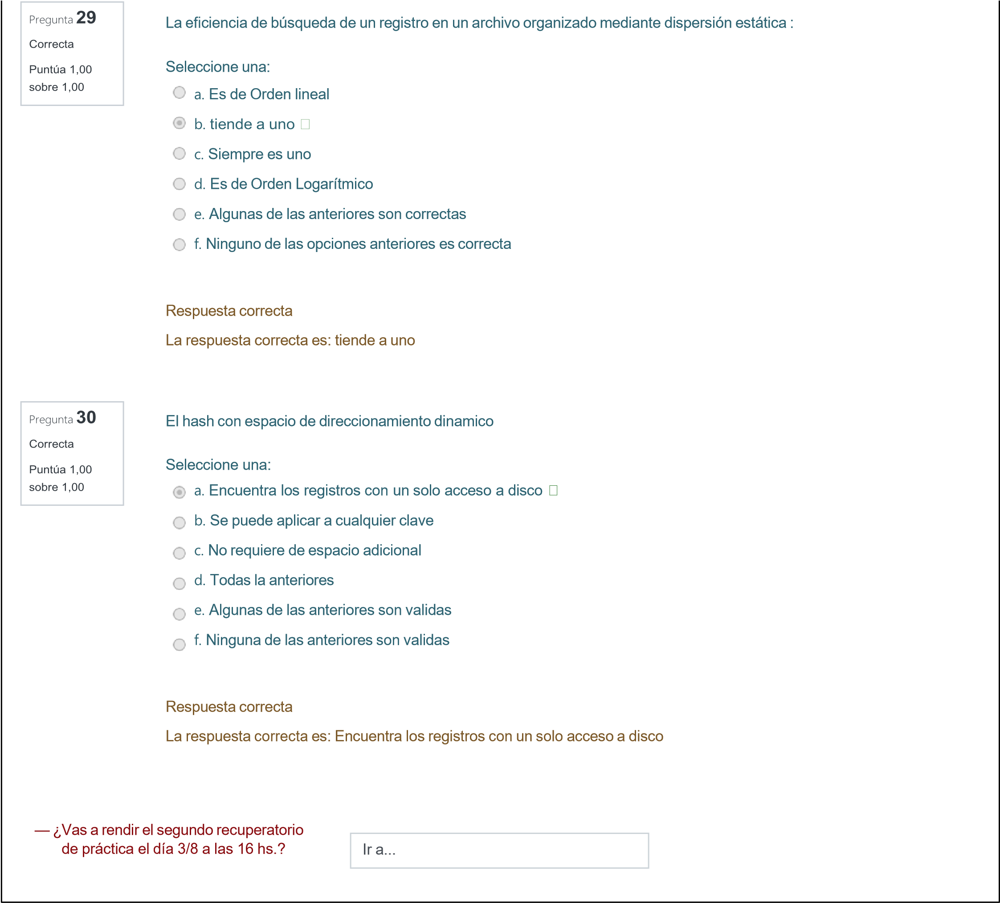 Pregunta 29
Correcta
Puntúa 1,00
sobre 1,00
La eficiencia de búsqueda de un registro en un archivo organizado mediante dispersión estática :
Seleccione una:
a. Es de Orden lineal
b. tiende a uno
c. Siempre es uno
d. Es de Orden Logarítmico
e. Algunas de las anteriores son correctas
f. Ninguno de las opciones anteriores es correcta
Respuesta correcta
La respuesta correcta es: tiende a uno
Pregunta 30
Correcta
Puntúa 1,00
sobre 1,00
El hash con espacio de direccionamiento dinamico
Seleccione una:
a. Encuentra los registros con un solo acceso a disco
b. Se puede aplicar a cualquier clave
c. No requiere de espacio adicional
d. Todas la anteriores
e. Algunas de las anteriores son validas
f. Ninguna de las anteriores son validas
Respuesta correcta
La respuesta correcta es: Encuentra los registros con un solo acceso a disco
— ¿Vas a rendir el segundo recuperatorio
de práctica el día 3/8 a las 16 hs.?
Ir a...